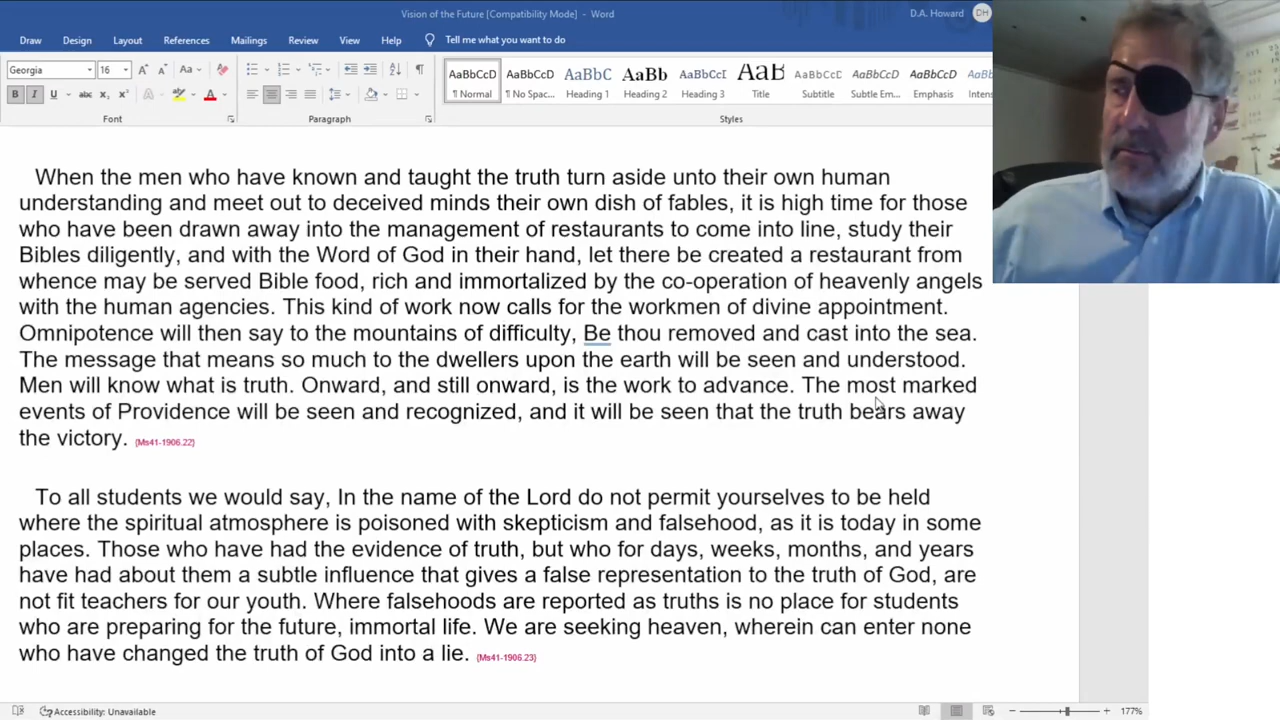 Vision of the Future [Compatibility Mode] - Word
D.A. Howard
DH
Draw Design Layout References Mailings Review View Help Tell me what you want to do
Georgia 16 Aa
AaBbCcD AaBbCcD AaBbC AaBb AaBbCcI AaB AaBbCcD AaBbCcD AaBbCcD AaBb
¶ Normal ¶ No Spac... Heading 1 Heading 2 Heading 3 Title Subtitle Subtle Em... Emphasis Intens
Font Paragraph Styles
When the men who have known and taught the truth turn aside unto their own human
understanding and meet out to deceived minds their own dish of fables, it is high time for those
who have been drawn away into the management of restaurants to come into line, study their
Bibles diligently, and with the Word of God in their hand, let there be created a restaurant from
whence may be served Bible food, rich and immortalized by the co-operation of heavenly angels
with the human agencies. This kind of work now calls for the workmen of divine appointment.
Omnipotence will then say to the mountains of difficulty, Be thou removed and cast into the sea.
The message that means so much to the dwellers upon the earth will be seen and understood.
Men will know what is truth. Onward, and still onward, is the work to advance. The most marked
events of Providence will be seen and recognized, and it will be seen that the truth bears away
the victory. {Ms41-1906.22}
To all students we would say, In the name of the Lord do not permit yourselves to be held
where the spiritual atmosphere is poisoned with skepticism and falsehood, as it is today in some
places. Those who have had the evidence of truth, but who for days, weeks, months, and years
have had about them a subtle influence that gives a false representation to the truth of God, are
not fit teachers for our youth. Where falsehoods are reported as truths is no place for students
who are preparing for the future, immortal life. We are seeking heaven, wherein can enter none
who have changed the truth of God into a lie. {Ms41-1906.23}
Accessibility: Unavailable
177%